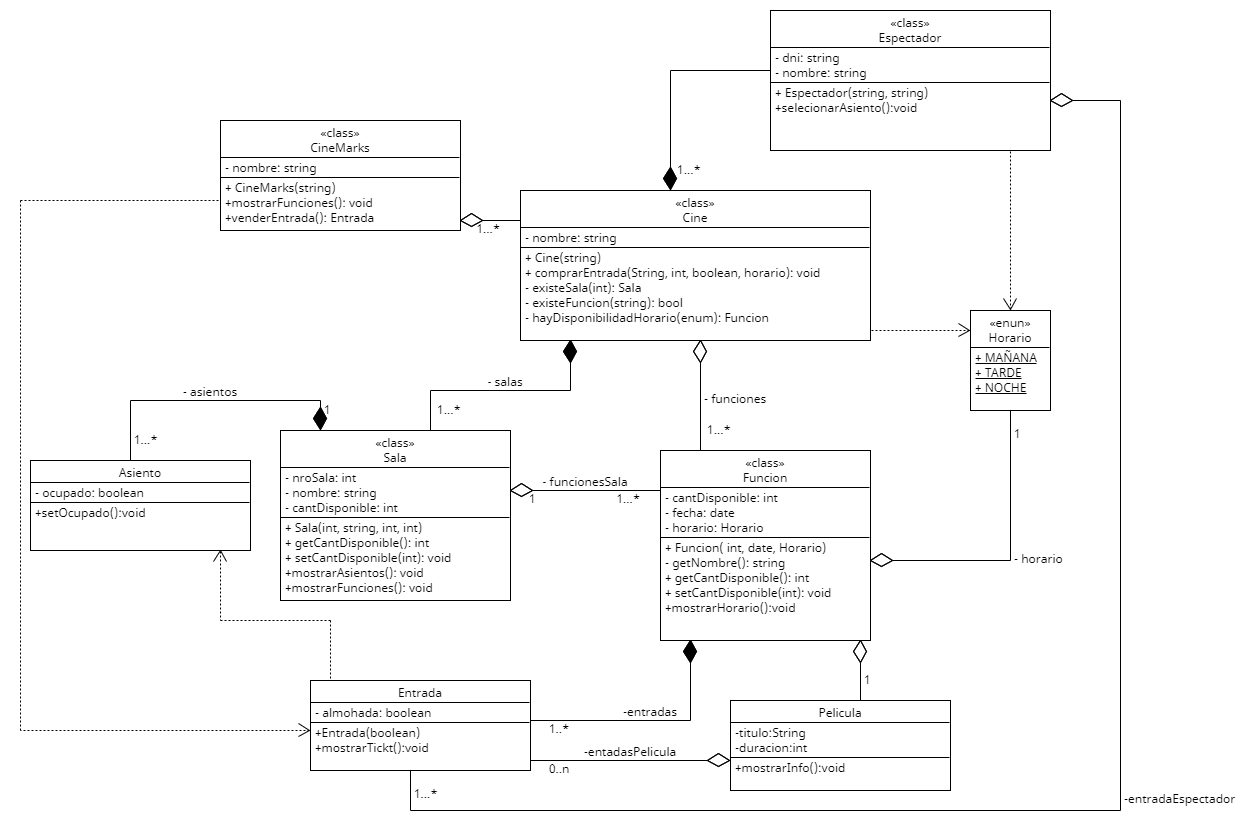 «class»
Espectador
- dni: string
- nombre: string
+ Espectador(string, string)
+selecionarAsiento():void
«class»
CineMarks
- nombre: string
+ CineMarks(string)
+mostrarFunciones(): void
+venderEntrada(): Entrada
1...*
1...*
«class»
Cine
- nombre: string
+ Cine(string)
+ comprarEntrada(String, int, boolean, horario): void
- existeSala(int): Sala
- existeFuncion(string): bool
- hayDisponibilidadHorario(enum): Funcion
«enun»
Horario
+ MAÑANA
+ TARDE
+ NOCHE
- asientos
1
1...*
- salas
1...*
- funciones
1...*
1
- horario
Asiento
- ocupado: boolean
+setOcupado():void
«class»
Sala
- nroSala: int
- nombre: string
- cantDisponible: int
+ Sala(int, string, int, int)
+ getCantDisponible(): int
+ setCantDisponible(int): void
+mostrarAsientos(): void
+mostrarFunciones(): void
- funcionesSala
1
1...*
«class»
Funcion
- cantDisponible: int
- fecha: date
- horario: Horario
+ Funcion( int, date, Horario)
- getNombre(): string
+ getCantDisponible(): int
+ setCantDisponible(int): void
+mostrarHorario():void
1
Entrada
- almohada: boolean
+Entrada(boolean)
+mostrarTickt():void
-entradas
1..*
-entadasPelicula
0..n
Pelicula
-titulo:String
-duracion:int
+mostrarInfo():void
1...*
-entradaEspectador